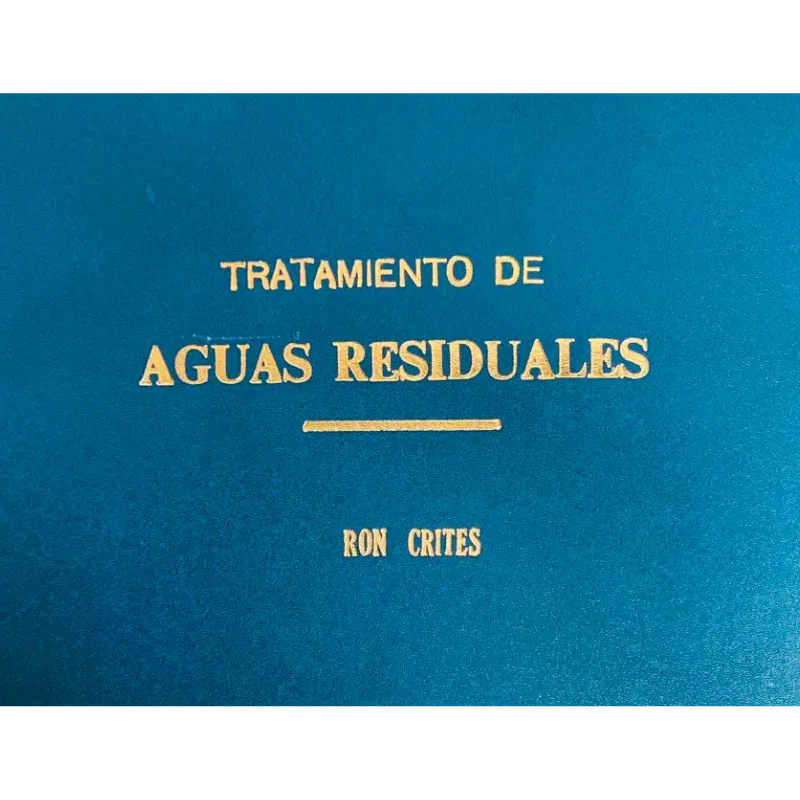 TRATAMIENTO DE
AGUAS RESIDUALES
RON CRITES